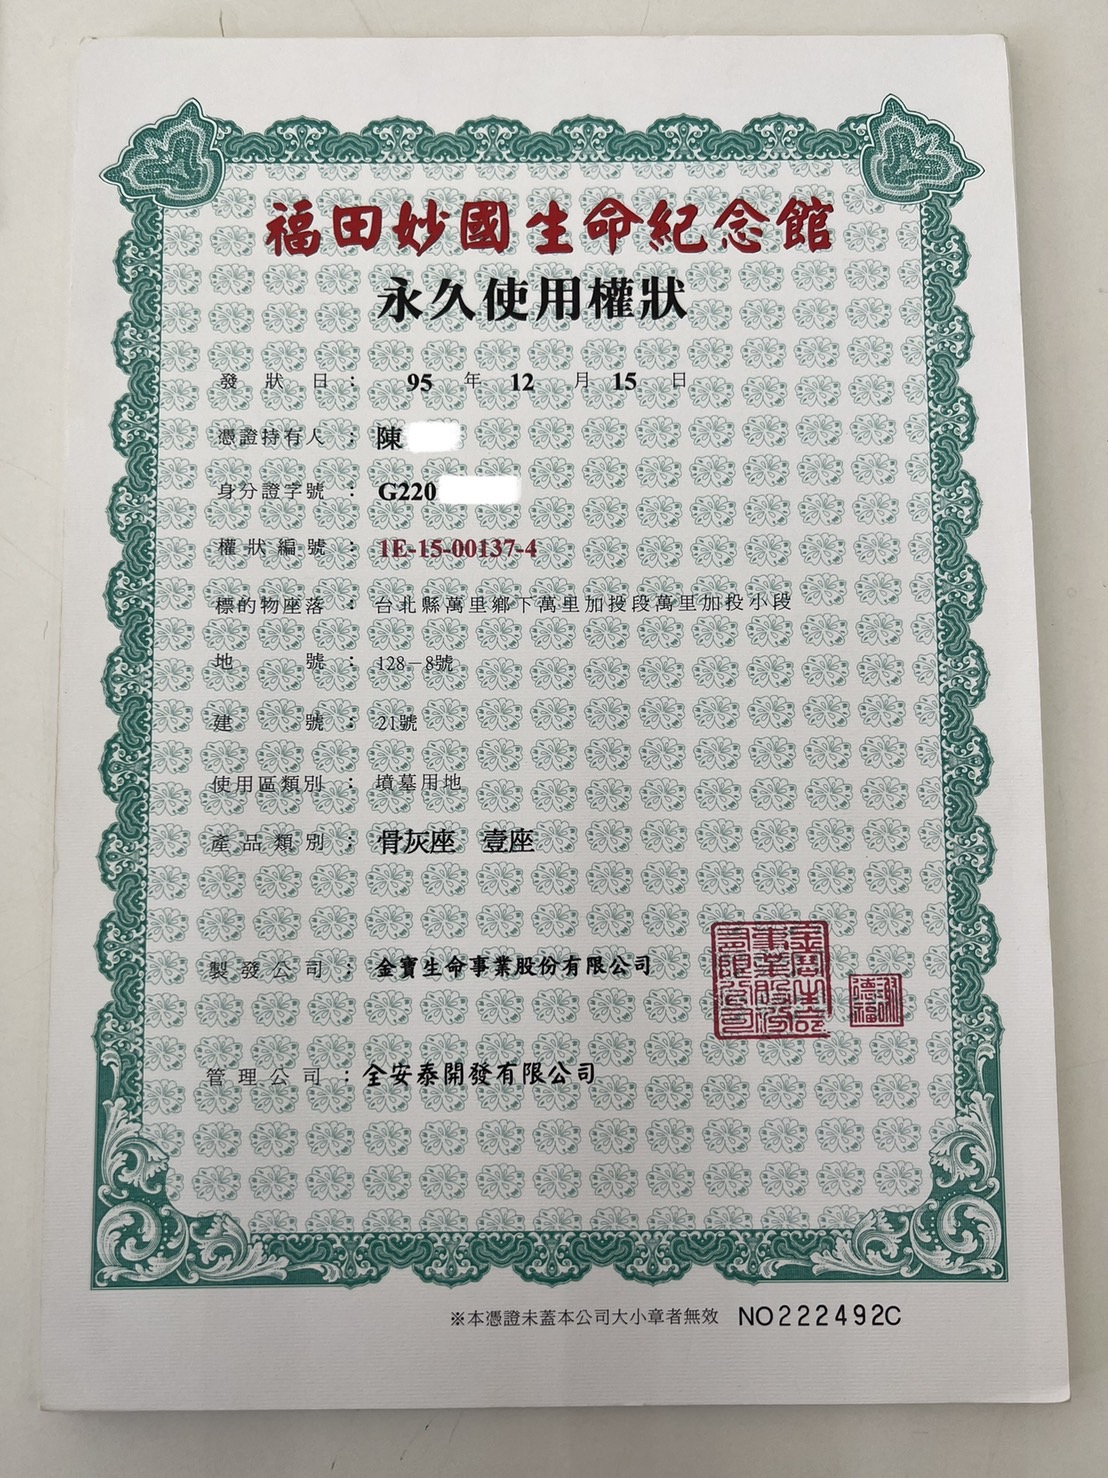 福田妙國生命紀念館
永久使用權狀
發狀日： 95 年 12 月 15 日
憑證持有人： 陳
身分證字號： G220
權狀編號： 1E-15-00137-4
標的物座落： 台北縣萬里鄉下萬里加投段萬里加投小段
地號： 128－8號
建號： 21號
使用區類別： 墳墓用地
產品類別： 骨灰座 壹座
製發公司： 金寶生命事業股份有限公司
管理公司： 全安泰開發有限公司
※本憑證未蓋本公司大小章者無效 NO222492C